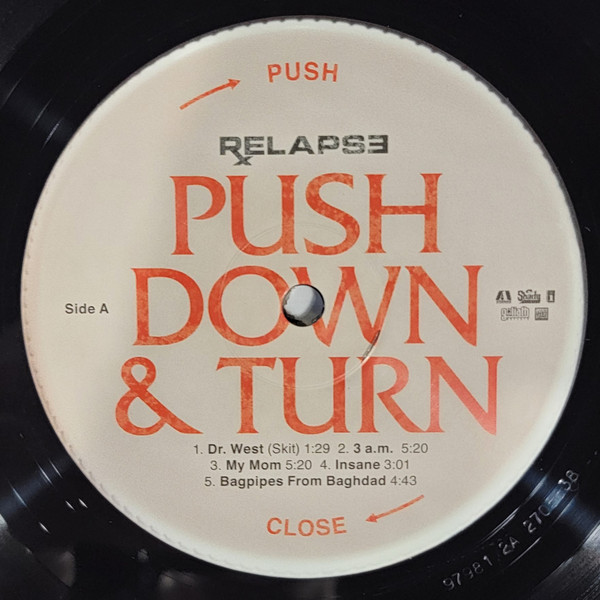 PUSH
RELAPSE
PUSH
DOWN
& TURN
Side A
Shady
1. Dr. West (Skit) 1:29 2. 3 a.m. 5:20
3. My Mom 5:20 4. Insane 3:01
5. Bagpipes From Baghdad 4:43
CLOSE